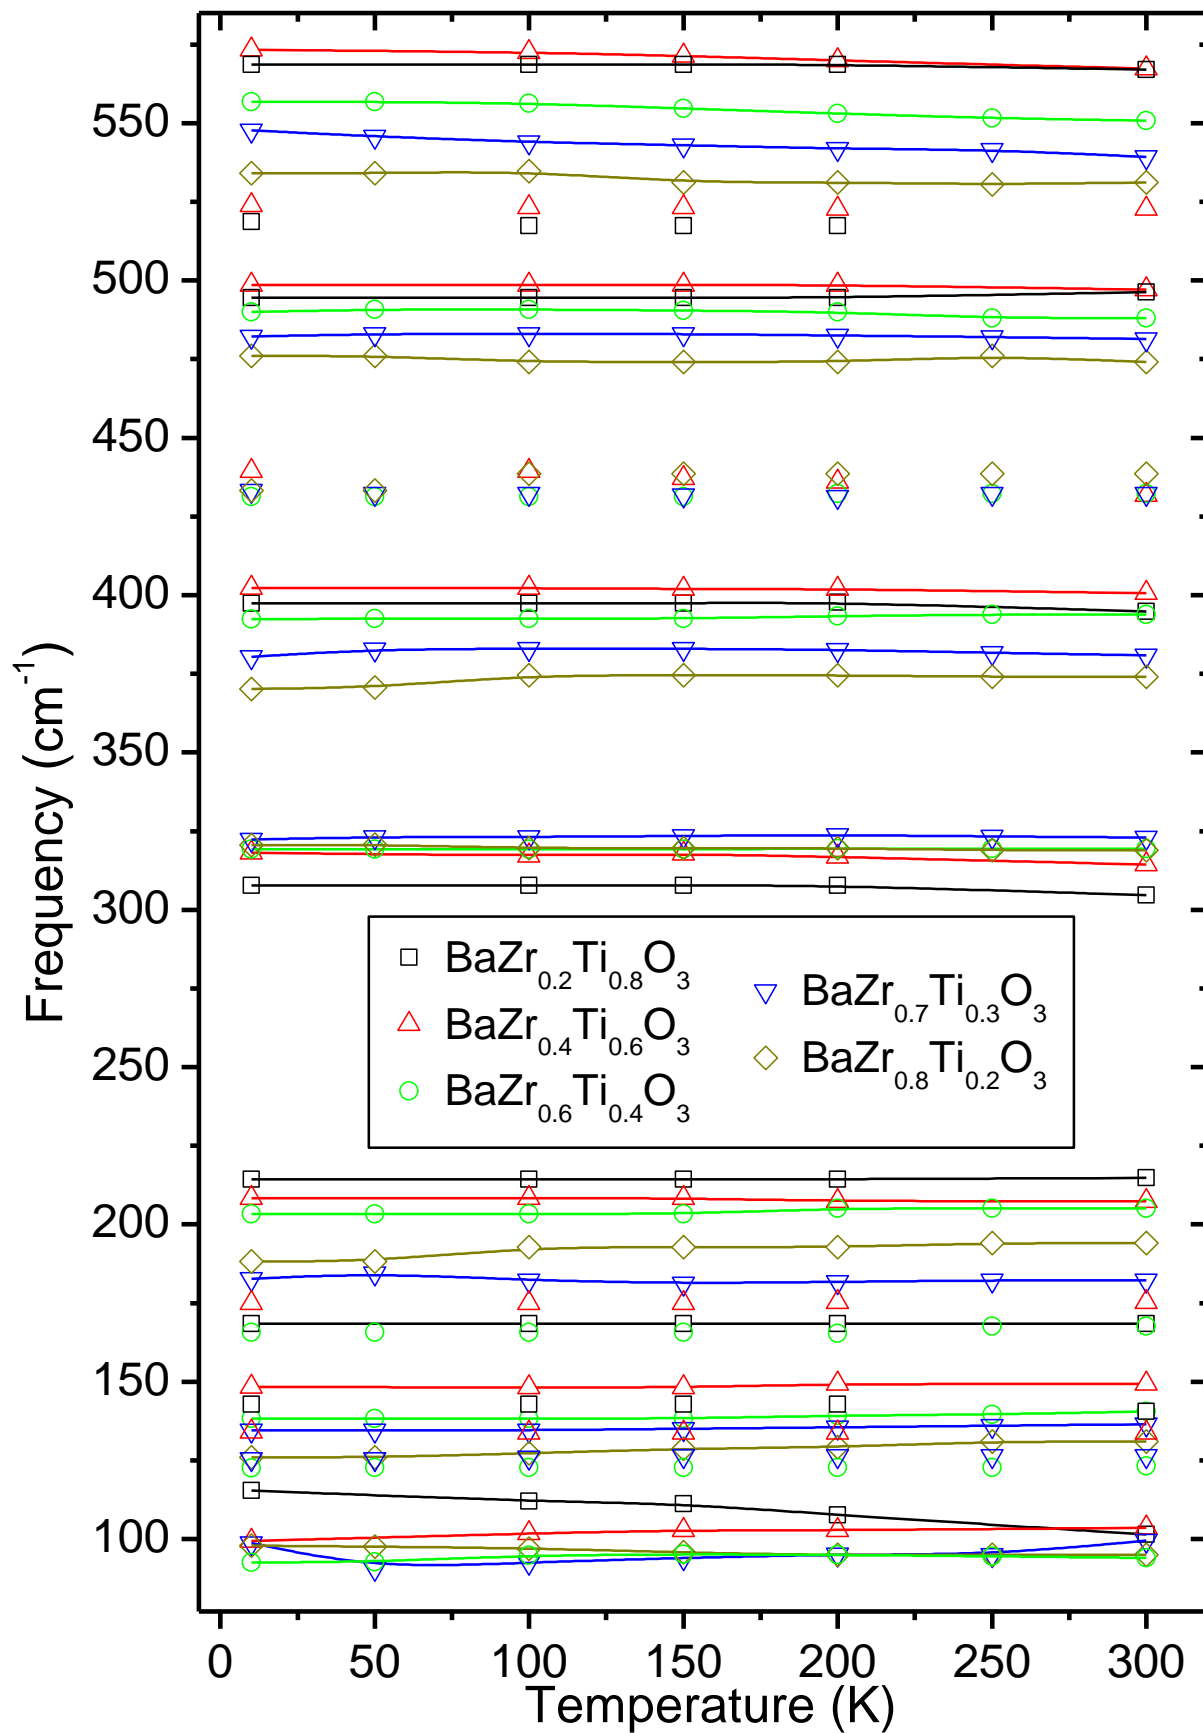 550
500
450
400
350
300
250
200
150
100
Frequency (cm⁻¹)
BaZr₀.₂Ti₀.₈O₃
BaZr₀.₄Ti₀.₆O₃
BaZr₀.₆Ti₀.₄O₃
BaZr₀.₇Ti₀.₃O₃
BaZr₀.₈Ti₀.₂O₃
0 50 100 150 200 250 300
Temperature (K)